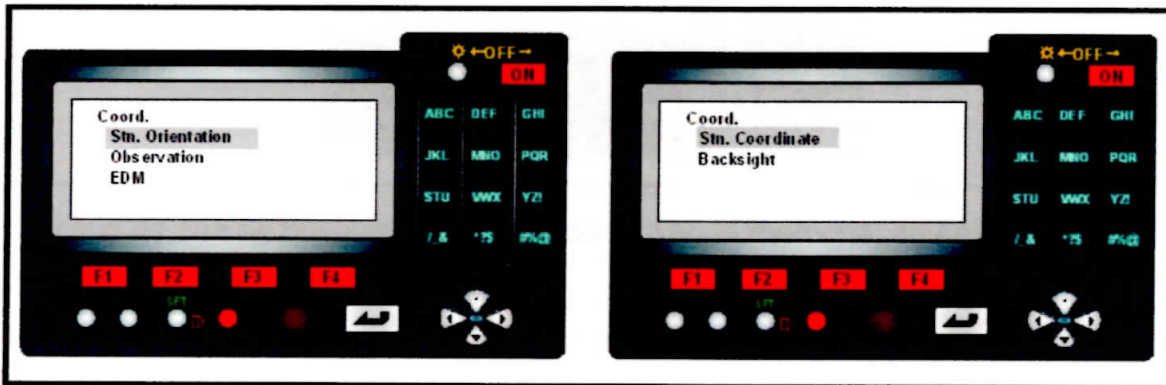 OFF
ON
Coord.
Stn. Orientation
Observation
EDM
ABC DEF GHI
JKL MNO PQR
STU VWX YZ!
/_& *?$ #%@
F1 F2 F3 F4
SFT
OFF
ON
Coord.
Stn. Coordinate
Backsight
ABC DEF GHI
JKL MNO PQR
STU VWX YZ!
/_& *?$ #%@
F1 F2 F3 F4
SFT